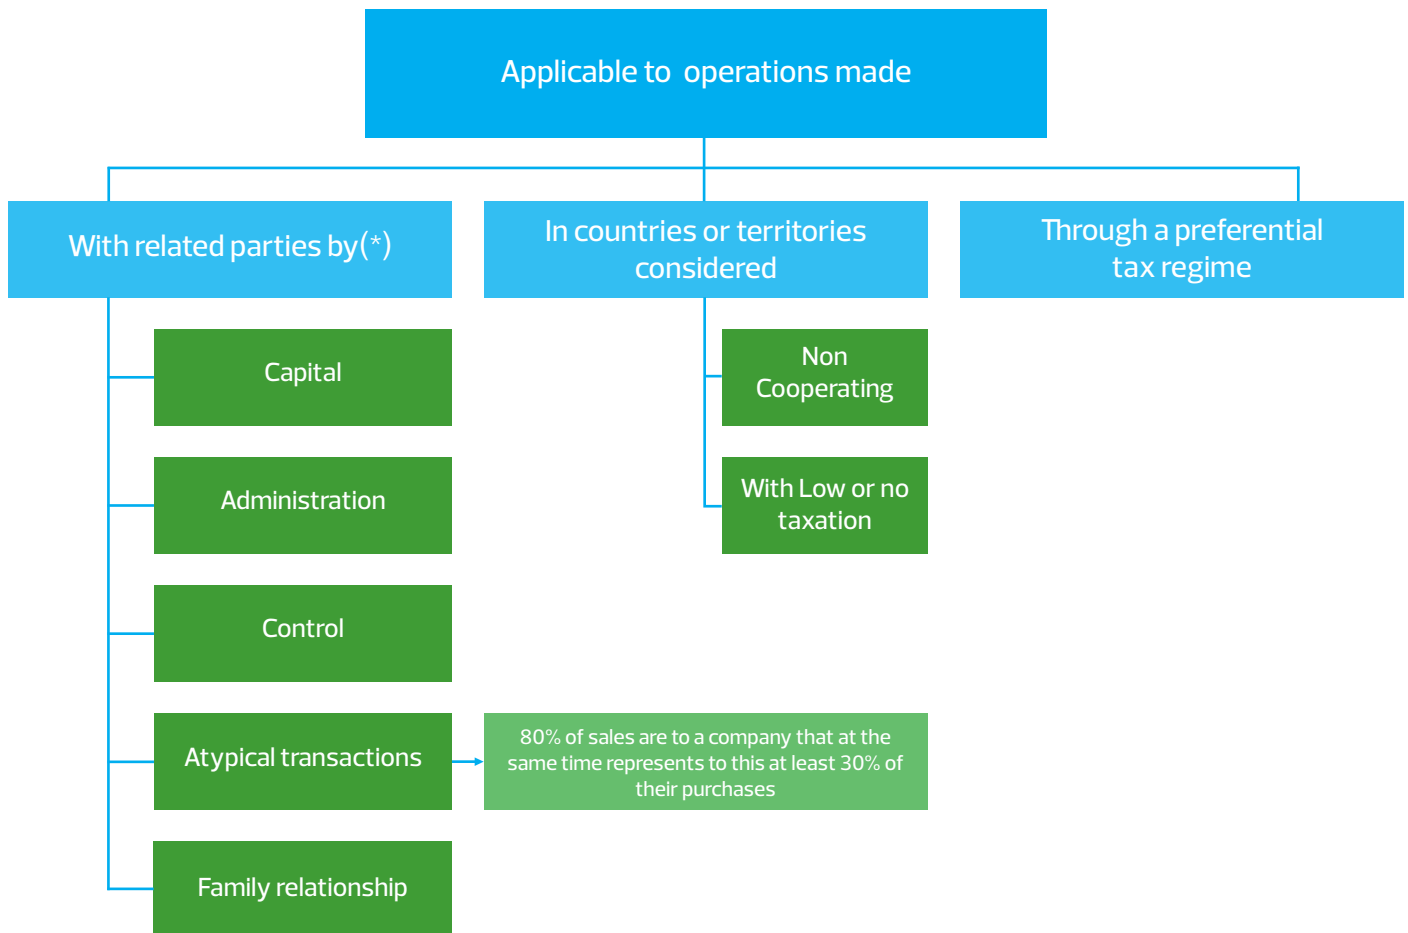 Applicable to operations made
With related parties by(*)
In countries or territories
considered
Through a preferential
tax regime
Capital
Non
Cooperating
Administration
With Low or no
taxation
Control
Atypical transactions
80% of sales are to a company that at the
same time represents to this at least 30% of
their purchases
Family relationship